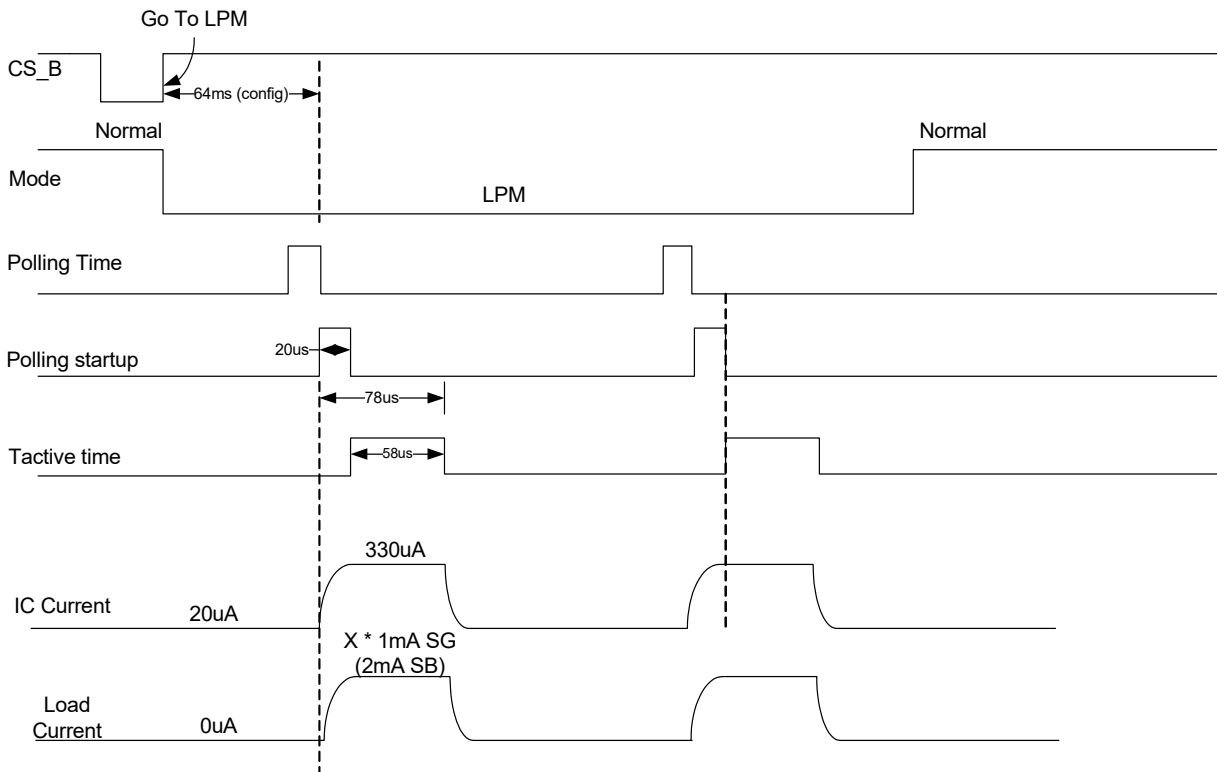 Go To LPM
CS_B
64ms (config)
Normal
Normal
Mode
LPM
Polling Time
20us
Polling startup
78us
Tactive time
58us
330uA
IC Current
20uA
X * 1mA SG
(2mA SB)
Load
Current
0uA